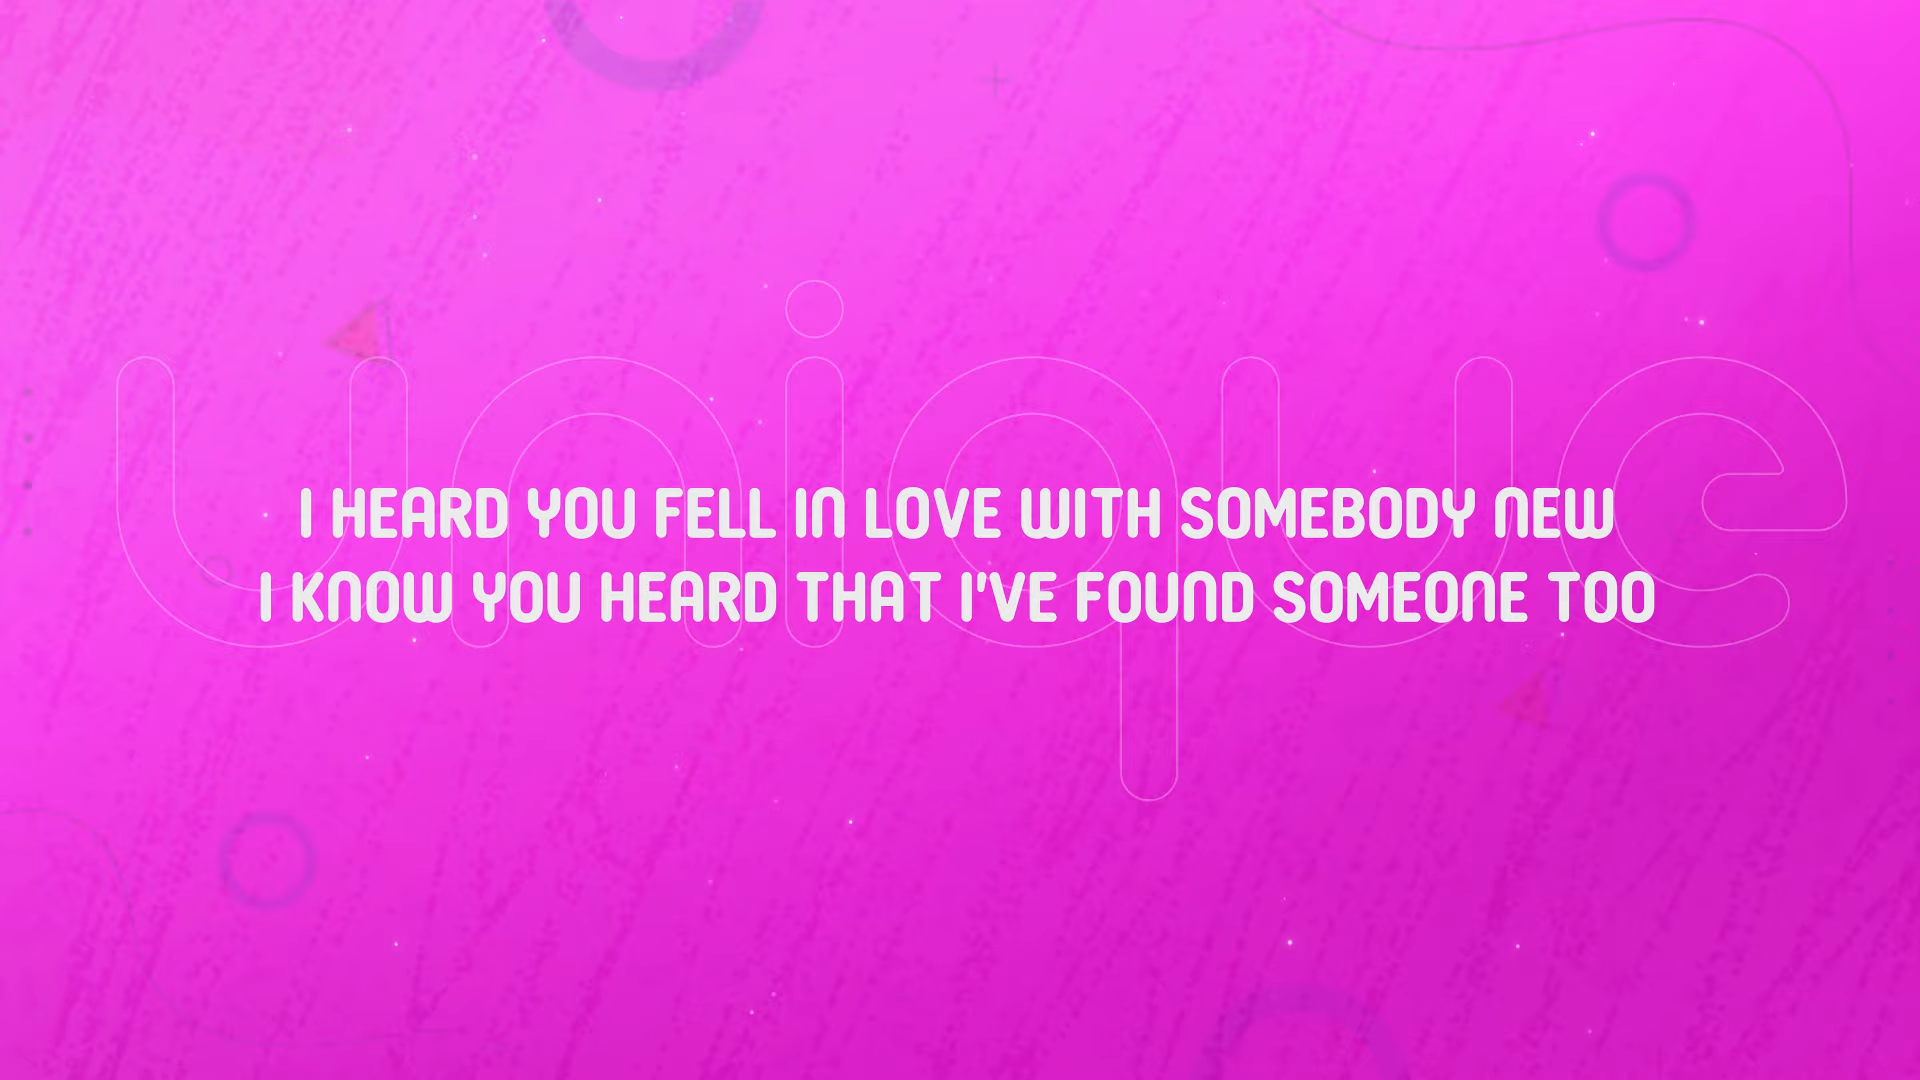 unique
I HEARD YOU FELL IN LOVE WITH SOMEBODY NEW
I KNOW YOU HEARD THAT I'VE FOUND SOMEONE TOO